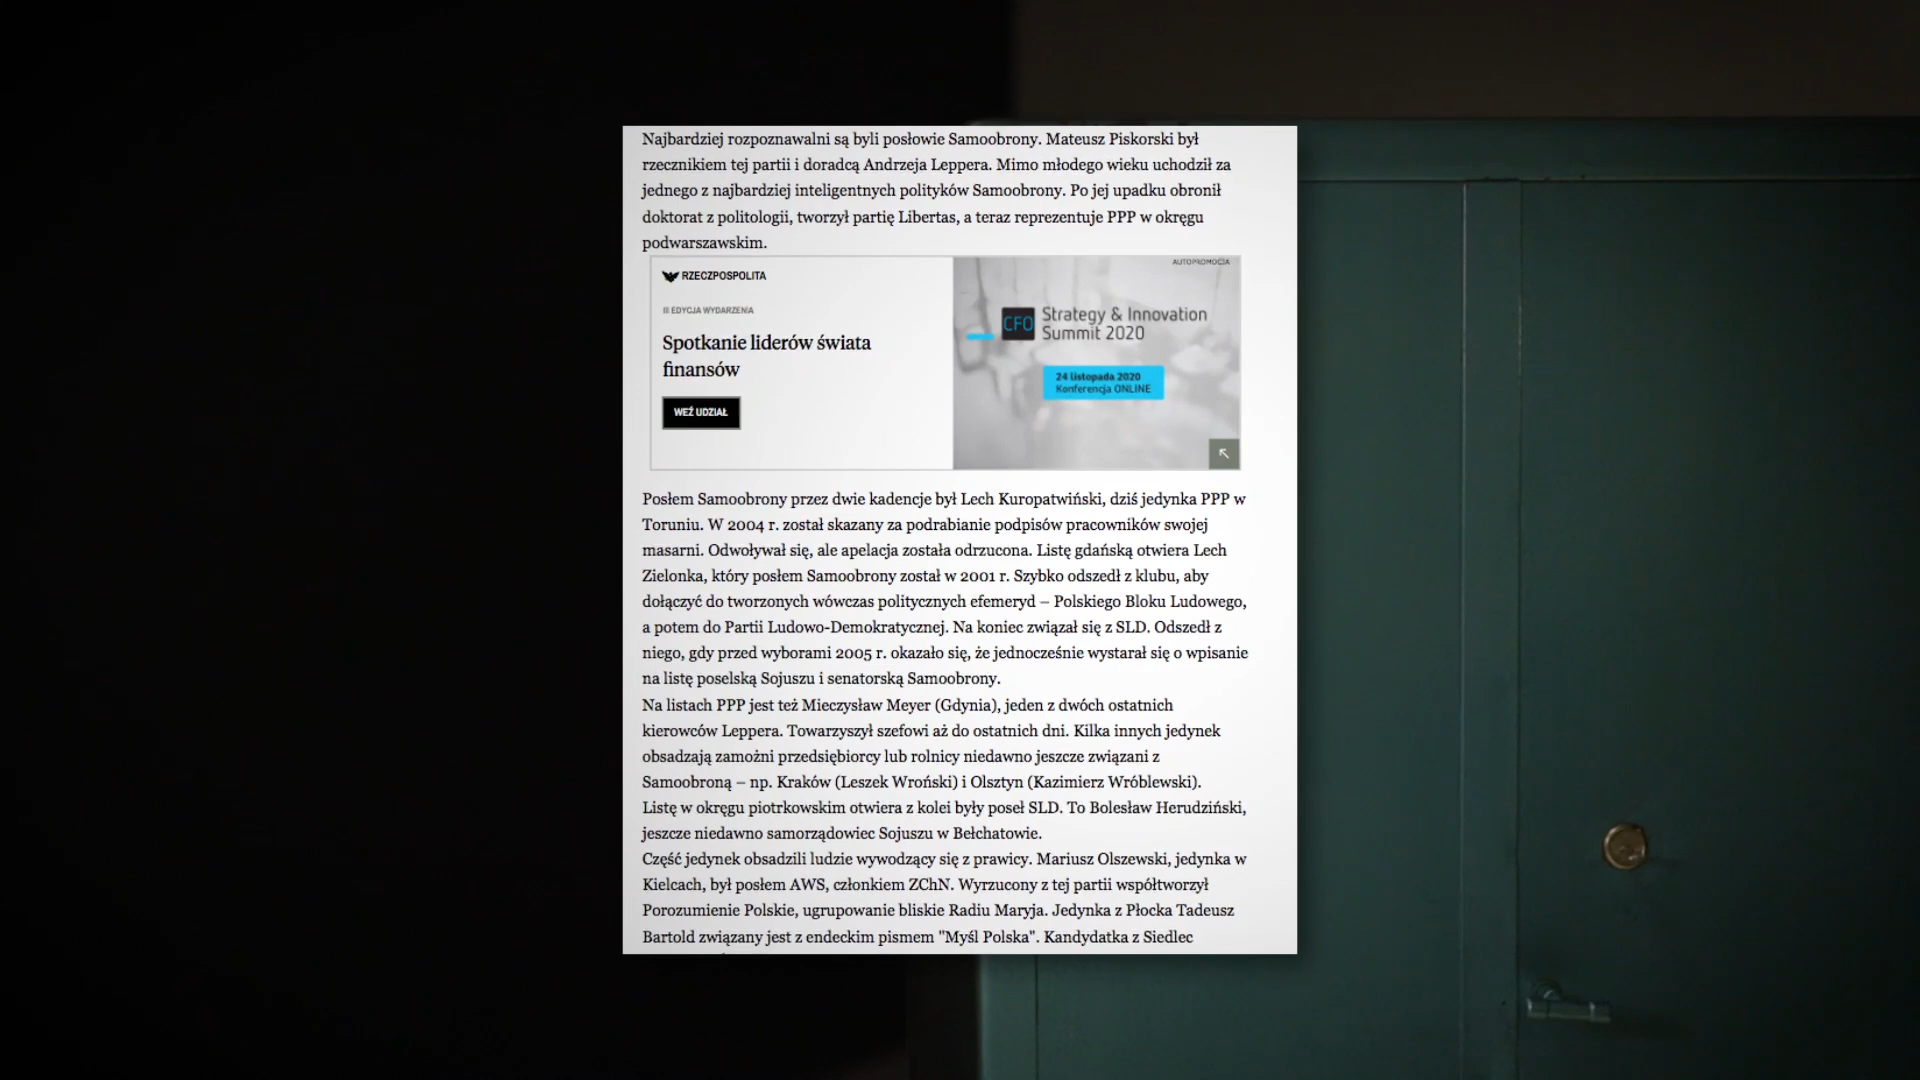 Najbardziej rozpoznawalni są byli posłowie Samoobrony. Mateusz Piskorski był
rzecznikiem tej partii i doradcą Andrzeja Leppera. Mimo młodego wieku uchodził za
jednego z najbardziej inteligentnych polityków Samoobrony. Po jej upadku obronił
doktorat z politologii, tworzył partię Libertas, a teraz reprezentuje PPP w okręgu
podwarszawskim.
AUTOPROMOCJA
RZECZPOSPOLITA
III EDYCJA WYDARZENIA
Spotkanie liderów świata
finansów
WEŹ UDZIAŁ
CFO
Strategy & Innovation
Summit 2020
24 listopada 2020
Konferencja ONLINE
Posłem Samoobrony przez dwie kadencje był Lech Kuropatwiński, dziś jedynka PPP w
Toruniu. W 2004 r. został skazany za podrabianie podpisów pracowników swojej
masarni. Odwoływał się, ale apelacja została odrzucona. Listę gdańską otwiera Lech
Zielonka, który posłem Samoobrony został w 2001 r. Szybko odszedł z klubu, aby
dołączyć do tworzonych wówczas politycznych efemeryd – Polskiego Bloku Ludowego,
a potem do Partii Ludowo-Demokratycznej. Na koniec związał się z SLD. Odszedł z
niego, gdy przed wyborami 2005 r. okazało się, że jednocześnie wystarał się o wpisanie
na listę poselską Sojuszu i senatorską Samoobrony.
Na listach PPP jest też Mieczysław Meyer (Gdynia), jeden z dwóch ostatnich
kierowców Leppera. Towarzyszył szefowi aż do ostatnich dni. Kilka innych jedynek
obsadzają zamożni przedsiębiorcy lub rolnicy niedawno jeszcze związani z
Samoobroną – np. Kraków (Leszek Wroński) i Olsztyn (Kazimierz Wróblewski).
Listę w okręgu piotrkowskim otwiera z kolei były poseł SLD. To Bolesław Herudziński,
jeszcze niedawno samorządowiec Sojuszu w Bełchatowie.
Część jedynek obsadzili ludzie wywodzący się z prawicy. Mariusz Olszewski, jedynka w
Kielcach, był posłem AWS, członkiem ZChN. Wyrzucony z tej partii współtworzył
Porozumienie Polskie, ugrupowanie bliskie Radiu Maryja. Jedynka z Płocka Tadeusz
Bartold związany jest z endeckim pismem "Myśl Polska". Kandydatka z Siedlec